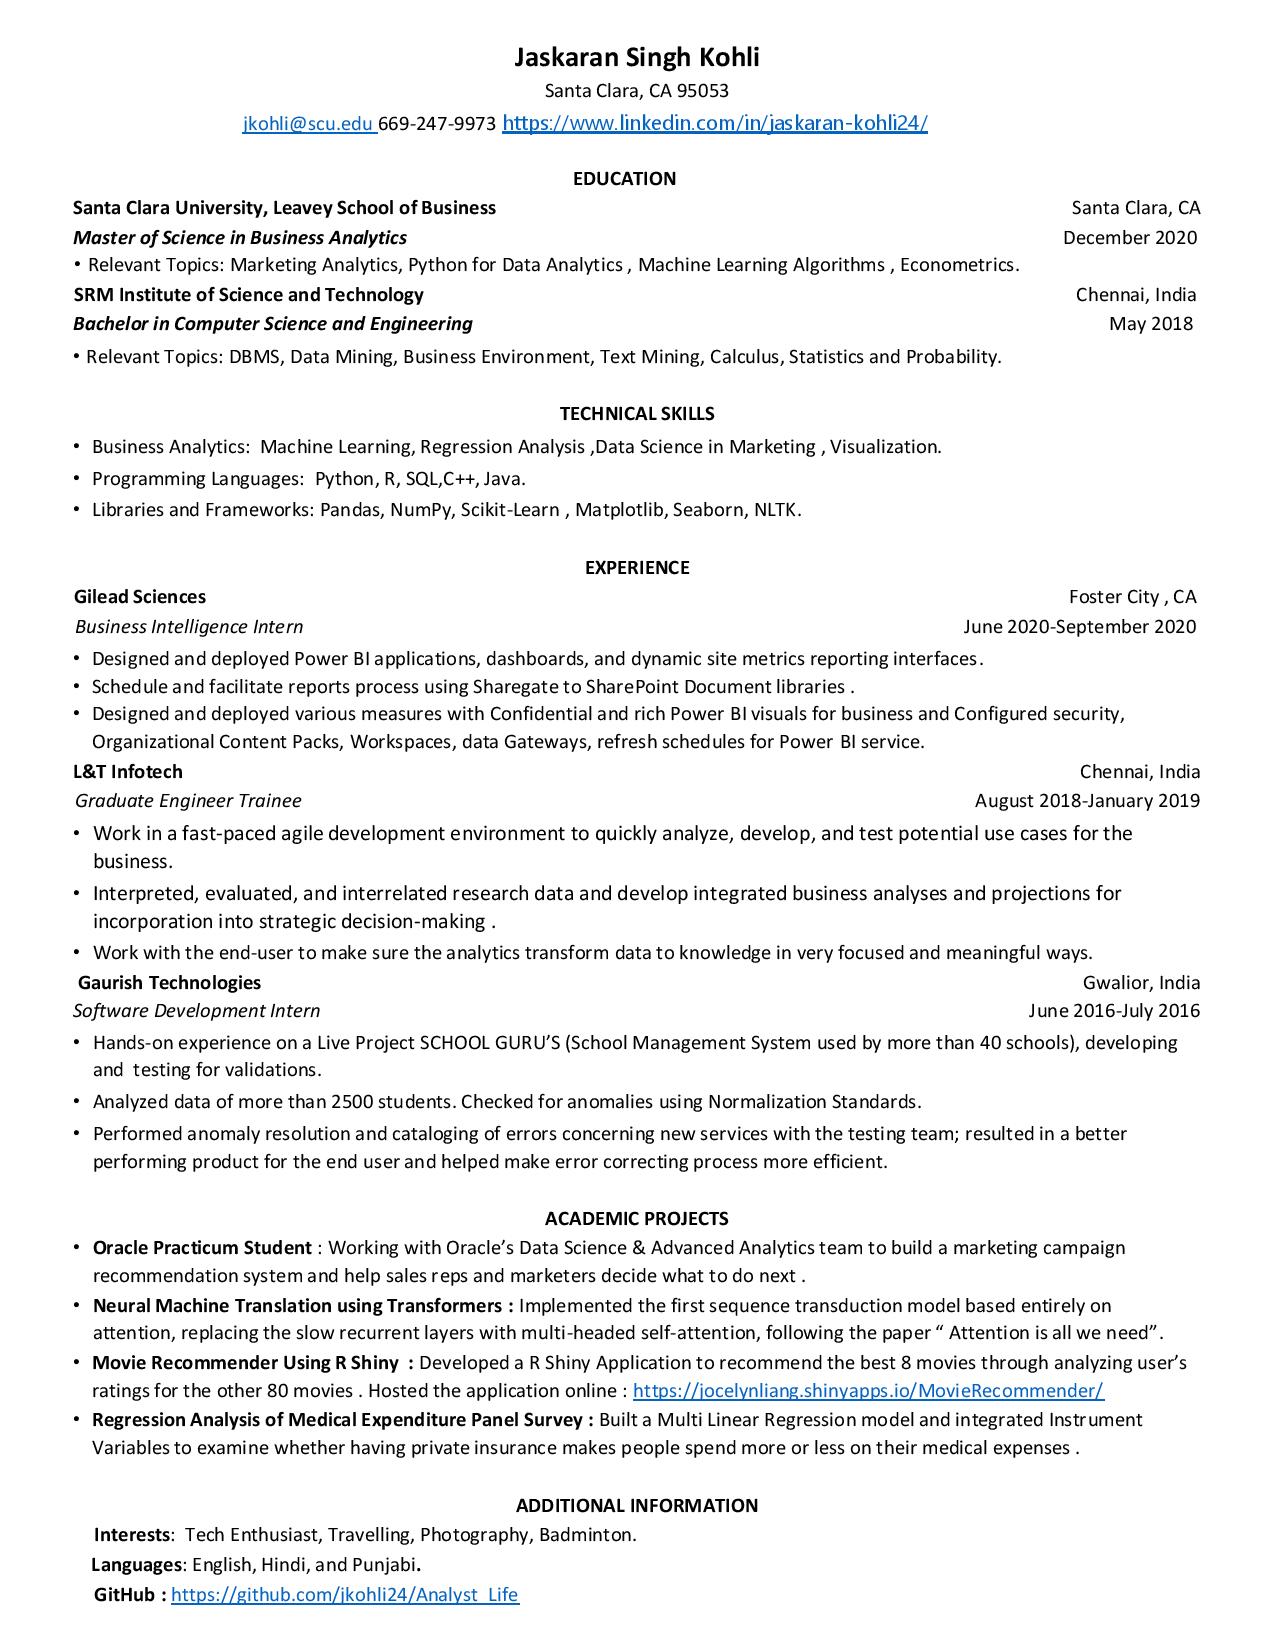 Jaskaran Singh Kohli
Santa Clara, CA 95053
jkohli@scu.edu 669-247-9973 https://www.linkedin.com/in/jaskaran-kohli24/
EDUCATION
Santa Clara University, Leavey School of Business Santa Clara, CA
Master of Science in Business Analytics December 2020
• Relevant Topics: Marketing Analytics, Python for Data Analytics , Machine Learning Algorithms , Econometrics.
SRM Institute of Science and Technology Chennai, India
Bachelor in Computer Science and Engineering May 2018
• Relevant Topics: DBMS, Data Mining, Business Environment, Text Mining, Calculus, Statistics and Probability.
TECHNICAL SKILLS
• Business Analytics: Machine Learning, Regression Analysis ,Data Science in Marketing , Visualization.
• Programming Languages: Python, R, SQL,C++, Java.
• Libraries and Frameworks: Pandas, NumPy, Scikit-Learn , Matplotlib, Seaborn, NLTK.
EXPERIENCE
Gilead Sciences Foster City , CA
Business Intelligence Intern June 2020-September 2020
• Designed and deployed Power BI applications, dashboards, and dynamic site metrics reporting interfaces.
• Schedule and facilitate reports process using Sharegate to SharePoint Document libraries .
• Designed and deployed various measures with Confidential and rich Power BI visuals for business and Configured security,
Organizational Content Packs, Workspaces, data Gateways, refresh schedules for Power BI service.
L&T Infotech Chennai, India
Graduate Engineer Trainee August 2018-January 2019
• Work in a fast-paced agile development environment to quickly analyze, develop, and test potential use cases for the
business.
• Interpreted, evaluated, and interrelated research data and develop integrated business analyses and projections for
incorporation into strategic decision-making .
• Work with the end-user to make sure the analytics transform data to knowledge in very focused and meaningful ways.
Gaurish Technologies Gwalior, India
Software Development Intern June 2016-July 2016
• Hands-on experience on a Live Project SCHOOL GURU’S (School Management System used by more than 40 schools), developing
and testing for validations.
• Analyzed data of more than 2500 students. Checked for anomalies using Normalization Standards.
• Performed anomaly resolution and cataloging of errors concerning new services with the testing team; resulted in a better
performing product for the end user and helped make error correcting process more efficient.
ACADEMIC PROJECTS
• Oracle Practicum Student : Working with Oracle’s Data Science & Advanced Analytics team to build a marketing campaign
recommendation system and help sales reps and marketers decide what to do next .
• Neural Machine Translation using Transformers : Implemented the first sequence transduction model based entirely on
attention, replacing the slow recurrent layers with multi-headed self-attention, following the paper “ Attention is all we need”.
• Movie Recommender Using R Shiny : Developed a R Shiny Application to recommend the best 8 movies through analyzing user’s
ratings for the other 80 movies . Hosted the application online : https://jocelynliang.shinyapps.io/MovieRecommender/
• Regression Analysis of Medical Expenditure Panel Survey : Built a Multi Linear Regression model and integrated Instrument
Variables to examine whether having private insurance makes people spend more or less on their medical expenses .
ADDITIONAL INFORMATION
Interests: Tech Enthusiast, Travelling, Photography, Badminton.
Languages: English, Hindi, and Punjabi.
GitHub : https://github.com/jkohli24/Analyst_Life